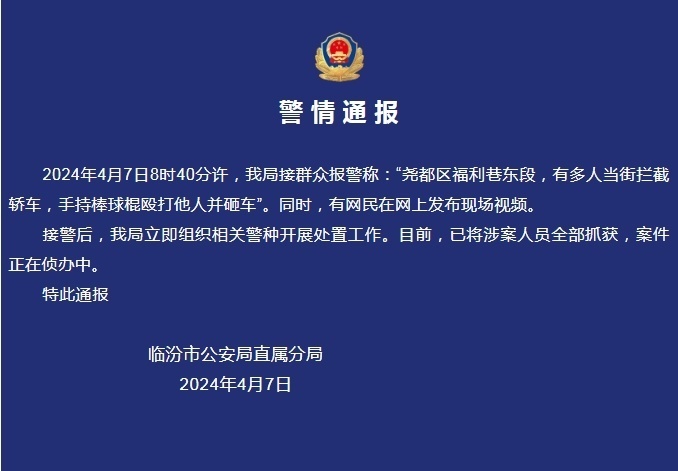 警情通报
2024年4月7日8时40分许，我局接群众报警称：“尧都区福利巷东段，有多人当街拦截
轿车，手持棒球棍殴打他人并砸车”。同时，有网民在网上发布现场视频。
接警后，我局立即组织相关警种开展处置工作。目前，已将涉案人员全部抓获，案件
正在侦办中。
特此通报
临汾市公安局直属分局
2024年4月7日